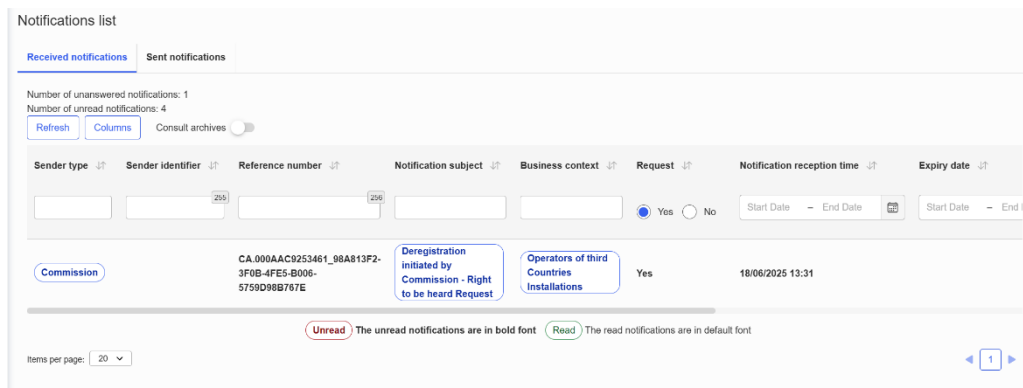 Notifications list
Received notifications Sent notifications
Number of unanswered notifications: 1
Number of unread notifications: 4
Refresh Columns Consult archives
Sender type Sender identifier Reference number Notification subject Business context Request Notification reception time Expiry date
255 256
Yes No Start Date – End Date Start Date – End
Commission
CA.000AAC9253461_98A813F2-
3F0B-4FE5-B006-
5759D98B767E
Deregistration
initiated by
Commission - Right
to be heard Request
Operators of third
Countries
Installations
Yes
18/06/2025 13:31
Unread The unread notifications are in bold font Read The read notifications are in default font
Items per page: 20 1